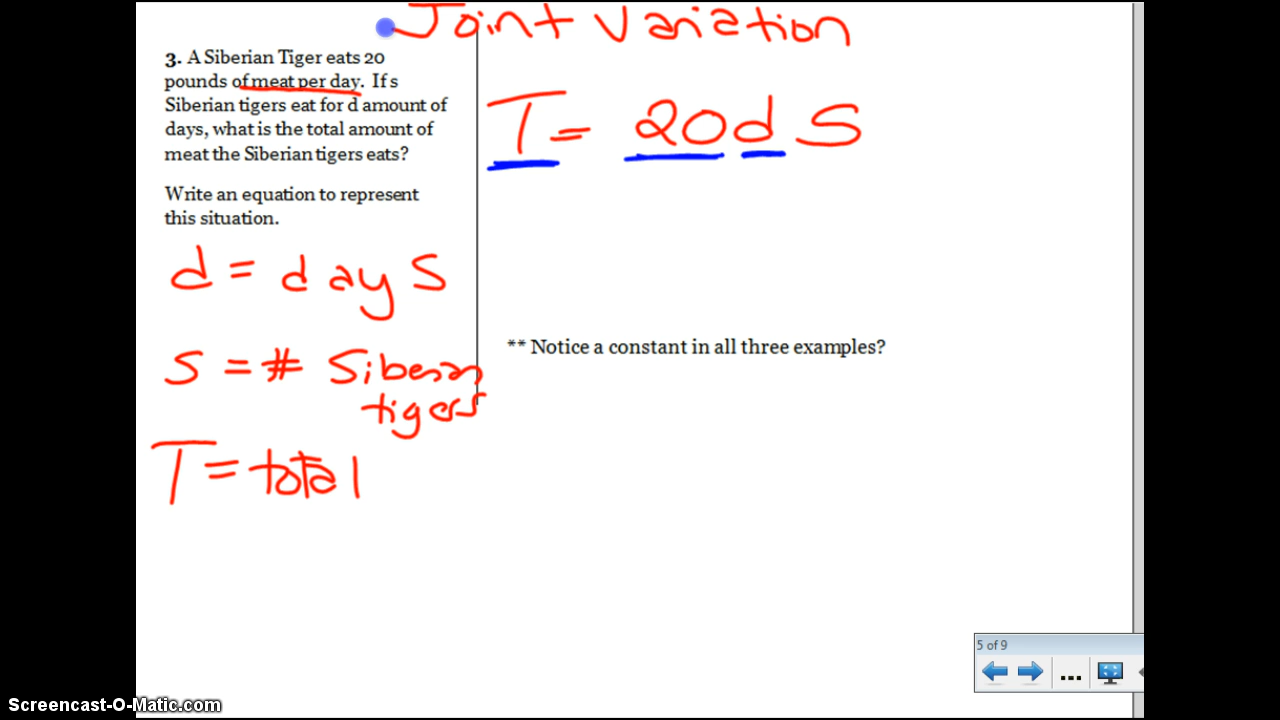 Joint Variation
3. A Siberian Tiger eats 20
pounds of meat per day. If s
Siberian tigers eat for d amount of
days, what is the total amount of
meat the Siberian tigers eats?
Write an equation to represent
this situation.
d = days
s = # Siberian
tigers
T = total
T = 20 d S
** Notice a constant in all three examples?
5 of 9
...
Screencast-O-Matic.com